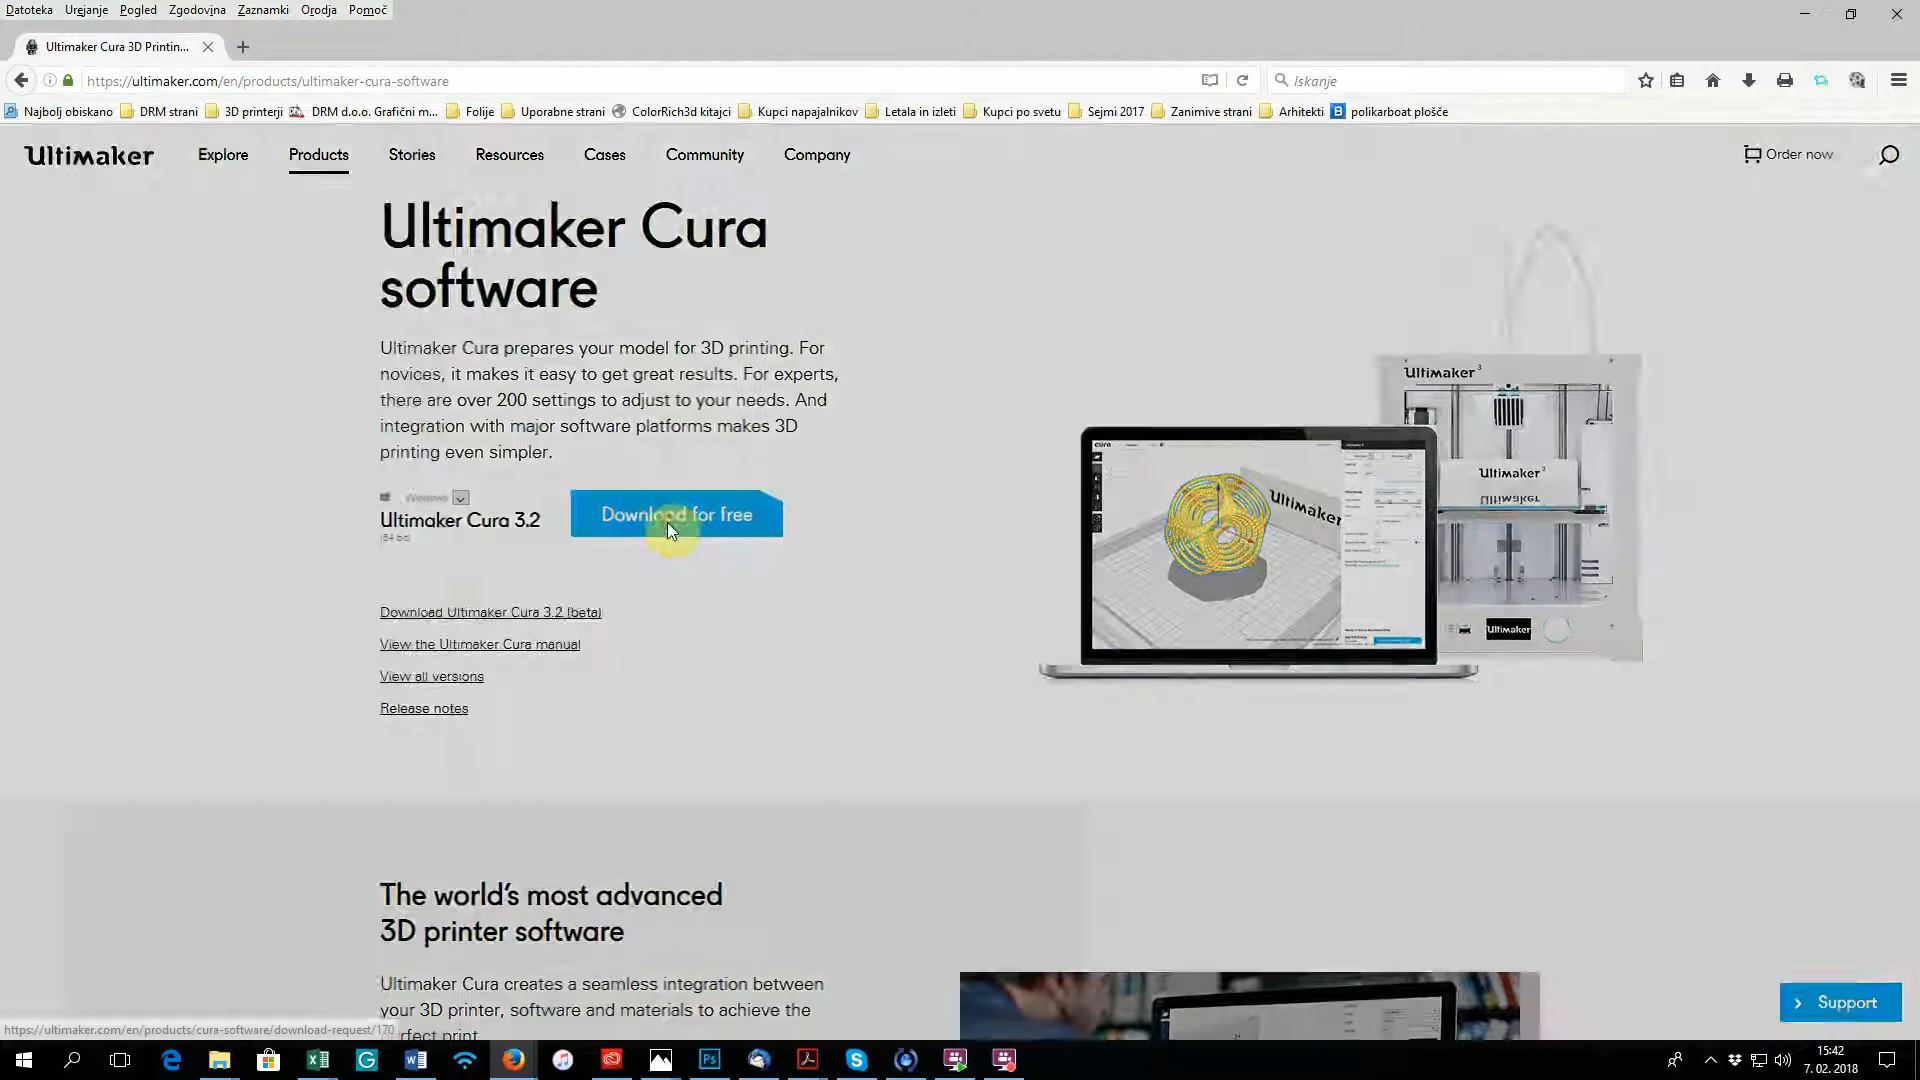 Datoteka Urejanje Pogled Zgodovina Zaznamki Orodja Pomoč
Ultimaker Cura 3D Printin...
https://ultimaker.com/en/products/ultimaker-cura-software
Iskanje
Najbolj obiskano DRM strani 3D printerji DRM d.o.o. Grafični m... Folije Uporabne strani ColorRich3d kitajci Kupci napajalnikov Letala in izleti Kupci po svetu Sejmi 2017 Zanimive strani Arhitekti polikarboat plošče
Ultimaker Explore Products Stories Resources Cases Community Company Order now
Ultimaker Cura
software
Ultimaker Cura prepares your model for 3D printing. For
novices, it makes it easy to get great results. For experts,
there are over 200 settings to adjust to your needs. And
integration with major software platforms makes 3D
printing even simpler.
Windows
Ultimaker Cura 3.2
(64 bit)
Download for free
Download Ultimaker Cura 3.2 (beta)
View the Ultimaker Cura manual
View all versions
Release notes
Ultimaker³
cura
Ultimaker
Ultimaker³
Ultimaker
The world's most advanced
3D printer software
Ultimaker Cura creates a seamless integration between
your 3D printer, software and materials to achieve the
perfect print
Support
https://ultimaker.com/en/products/cura-software/download-request/170
15:42
7. 02. 2018